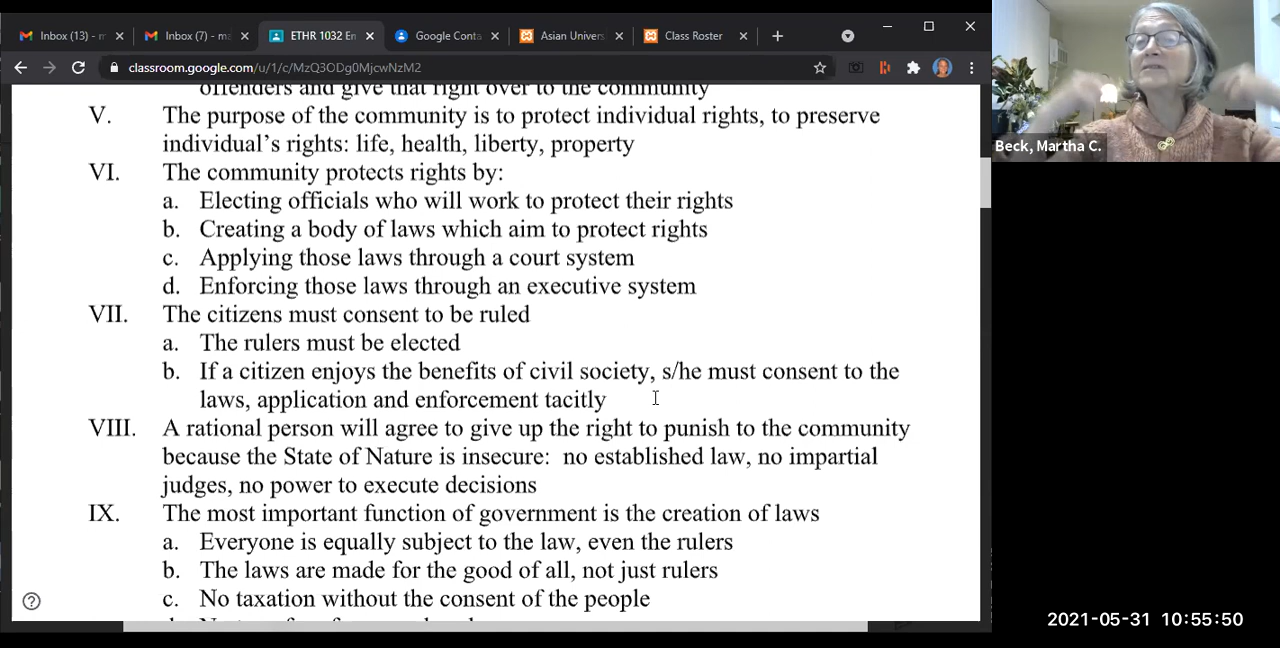 Inbox (13) - m
Inbox (7) - ma
ETHR 1032 En
Google Conta
Asian Univers
Class Roster
classroom.google.com/u/1/c/MzQ3ODg0MjcwNzM2
offenders and give that right over to the community
V. The purpose of the community is to protect individual rights, to preserve
individual's rights: life, health, liberty, property
VI. The community protects rights by:
a. Electing officials who will work to protect their rights
b. Creating a body of laws which aim to protect rights
c. Applying those laws through a court system
d. Enforcing those laws through an executive system
VII. The citizens must consent to be ruled
a. The rulers must be elected
b. If a citizen enjoys the benefits of civil society, s/he must consent to the
laws, application and enforcement tacitly
VIII. A rational person will agree to give up the right to punish to the community
because the State of Nature is insecure: no established law, no impartial
judges, no power to execute decisions
IX. The most important function of government is the creation of laws
a. Everyone is equally subject to the law, even the rulers
b. The laws are made for the good of all, not just rulers
c. No taxation without the consent of the people
Beck, Martha C.
2021-05-31 10:55:50